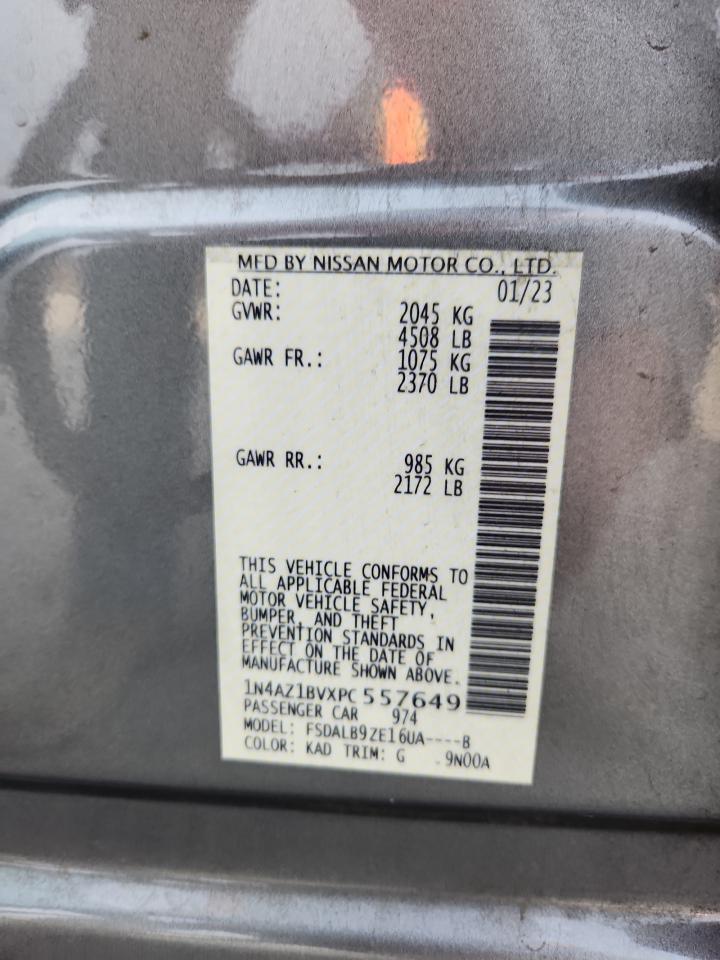 MFD BY NISSAN MOTOR CO., LTD.
DATE: 01/23
GVWR: 2045 KG
4508 LB
GAWR FR.: 1075 KG
2370 LB
GAWR RR.: 985 KG
2172 LB
THIS VEHICLE CONFORMS TO
ALL APPLICABLE FEDERAL
MOTOR VEHICLE SAFETY,
BUMPER, AND THEFT
PREVENTION STANDARDS IN
EFFECT ON THE DATE OF
MANUFACTURE SHOWN ABOVE.
1N4AZ1BVXPC557649
PASSENGER CAR 974
MODEL: FSDALB9ZE16UA----B
COLOR: KAD TRIM: G 9N00A